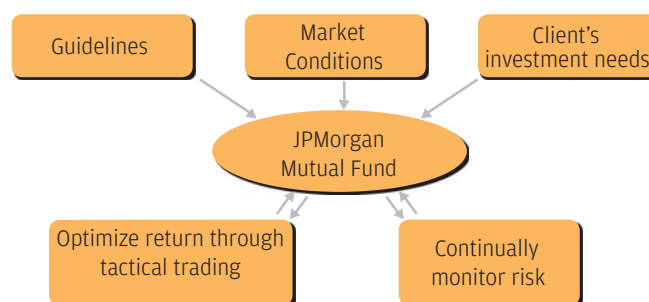 Guidelines
Market
Conditions
Client's
investment needs
JPMorgan
Mutual Fund
Optimize return through
tactical trading
Continually
monitor risk